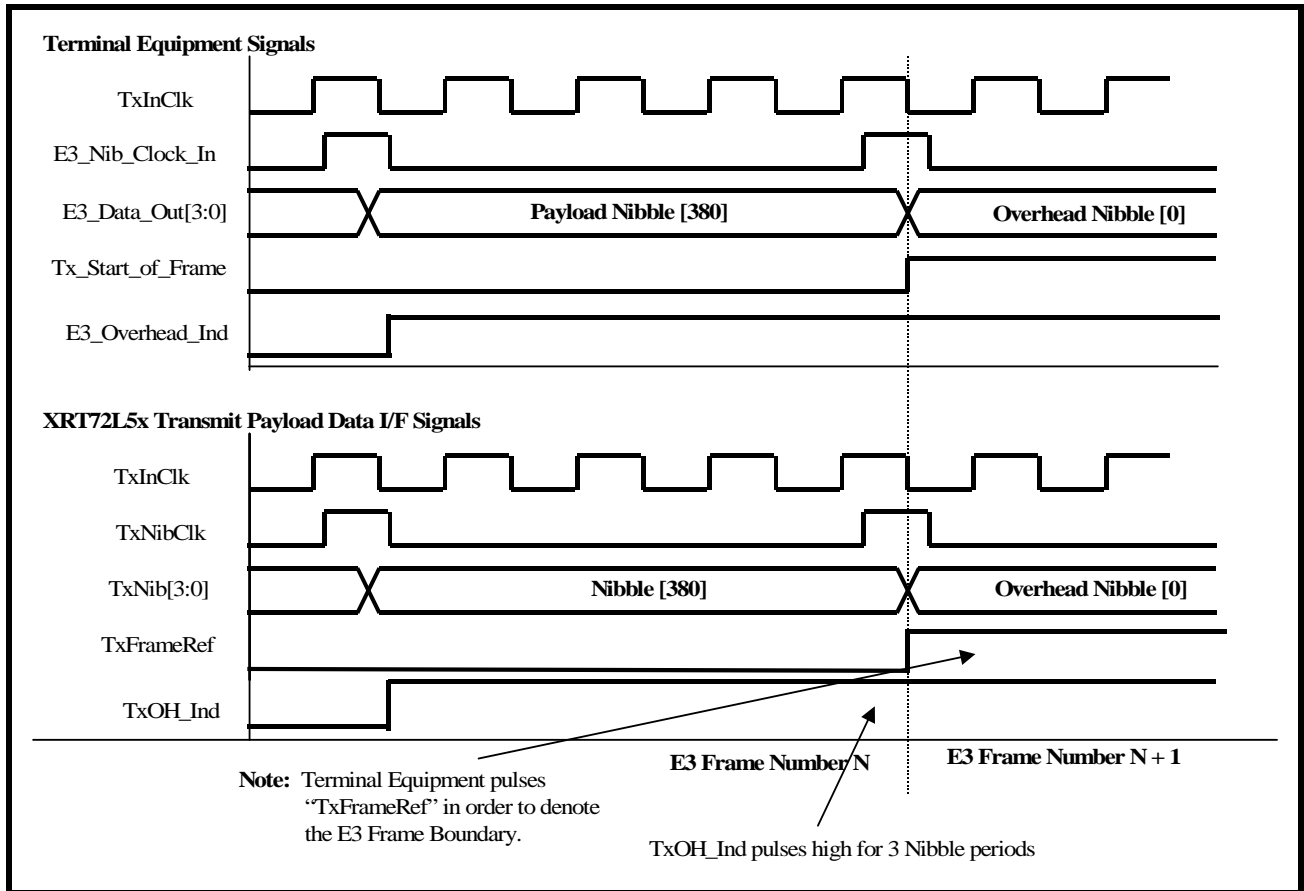 Terminal Equipment Signals
TxInClk
E3_Nib_Clock_In
E3_Data_Out[3:0]
Payload Nibble [380]
Overhead Nibble [0]
Tx_Start_of_Frame
E3_Overhead_Ind
XRT72L5x Transmit Payload Data I/F Signals
TxInClk
TxNibClk
TxNib[3:0]
Nibble [380]
Overhead Nibble [0]
TxFrameRef
TxOH_Ind
E3 Frame Number N
E3 Frame Number N + 1
Note: Terminal Equipment pulses
“TxFrameRef” in order to denote
the E3 Frame Boundary.
TxOH_Ind pulses high for 3 Nibble periods